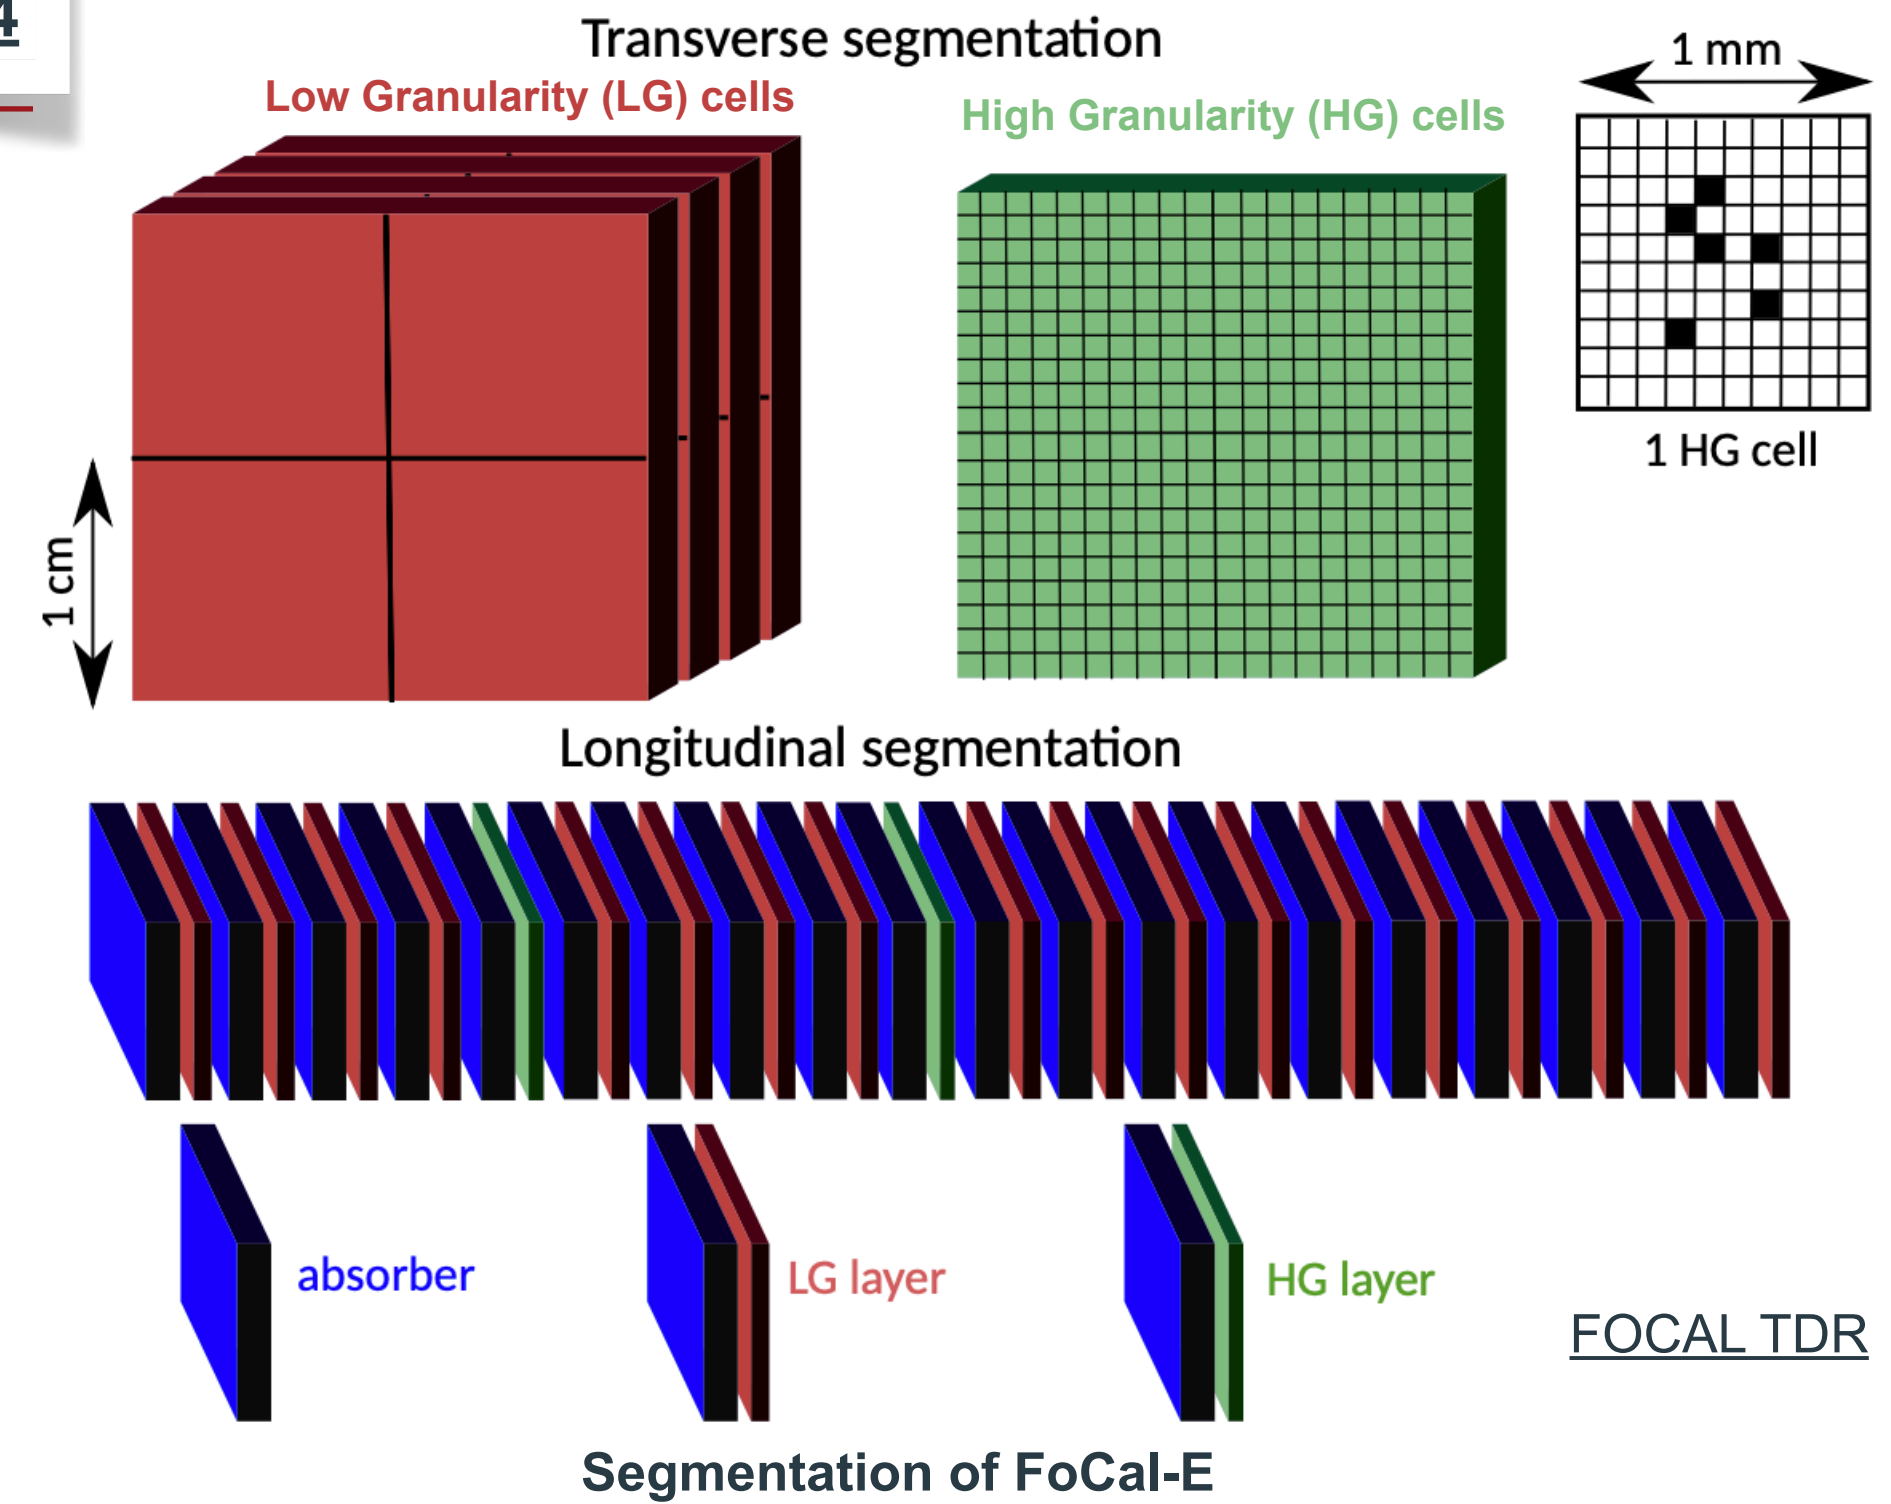 4
Transverse segmentation
Low Granularity (LG) cells
High Granularity (HG) cells
1 mm
1 HG cell
1 cm
Longitudinal segmentation
absorber
LG layer
HG layer
FOCAL TDR
Segmentation of FoCal-E